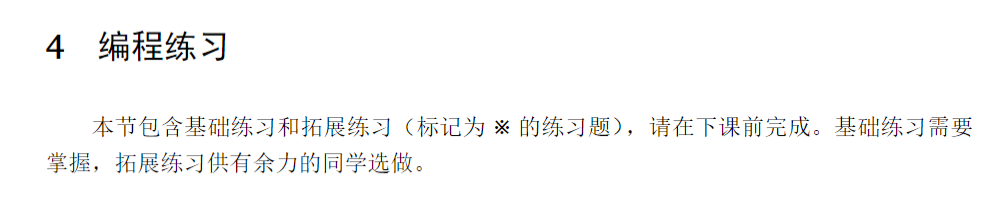 4 编程练习
本节包含基础练习和拓展练习（标记为 ※ 的练习题），请在下课前完成。基础练习需要
掌握，拓展练习供有余力的同学选做。